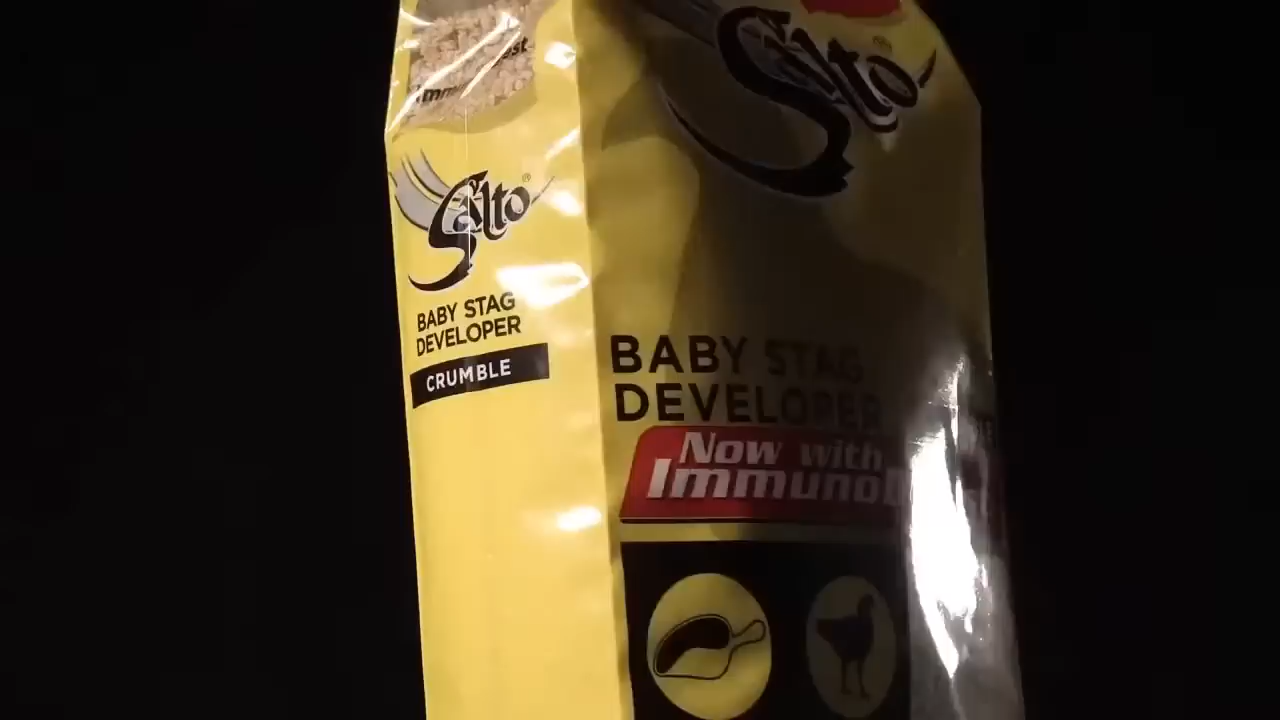 Salto®
BABY STAG
DEVELOPER
CRUMBLE
Salto®
BABY STAG
DEVELOPER
Now with